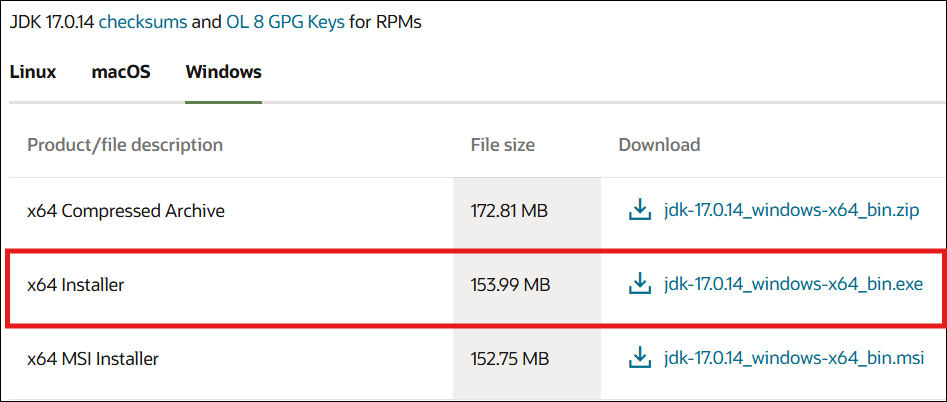 JDK 17.0.14 checksums and OL 8 GPG Keys for RPMs
Linux macOS Windows
Product/file description File size Download
x64 Compressed Archive 172.81 MB jdk-17.0.14_windows-x64_bin.zip
x64 Installer 153.99 MB jdk-17.0.14_windows-x64_bin.exe
x64 MSI Installer 152.75 MB jdk-17.0.14_windows-x64_bin.msi